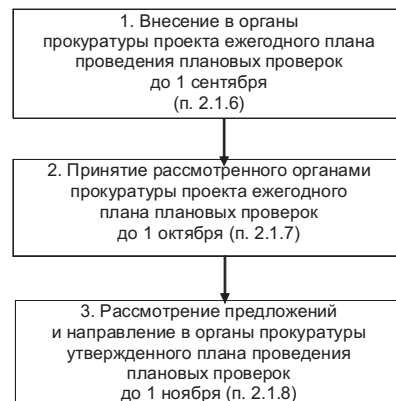 1. Внесение в органы
прокуратуры проекта ежегодного плана
проведения плановых проверок
до 1 сентября
(п. 2.1.6)
2. Принятие рассмотренного органами
прокуратуры проекта ежегодного
плана плановых проверок
до 1 октября (п. 2.1.7)
3. Рассмотрение предложений
и направление в органы прокуратуры
утвержденного плана проведения
плановых проверок
до 1 ноября (п. 2.1.8)